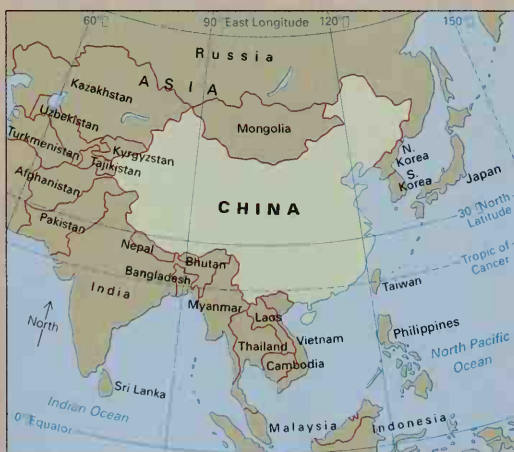 60°
90° East Longitude
120°
150°
Russia
ASIA
Kazakhstan
Mongolia
Uzbekistan
Kyrgyzstan
Turkmenistan
Tajikistan
N.
Korea
S.
Korea
Japan
Afghanistan
CHINA
30° North
Latitude
Pakistan
Nepal
Bhutan
Tropic of
Cancer
Bangladesh
Taiwan
India
Myanmar
Laos
North
Thailand
Vietnam
Philippines
Cambodia
North Pacific
Ocean
Sri Lanka
Indian Ocean
0° Equator
Malaysia
Indonesia